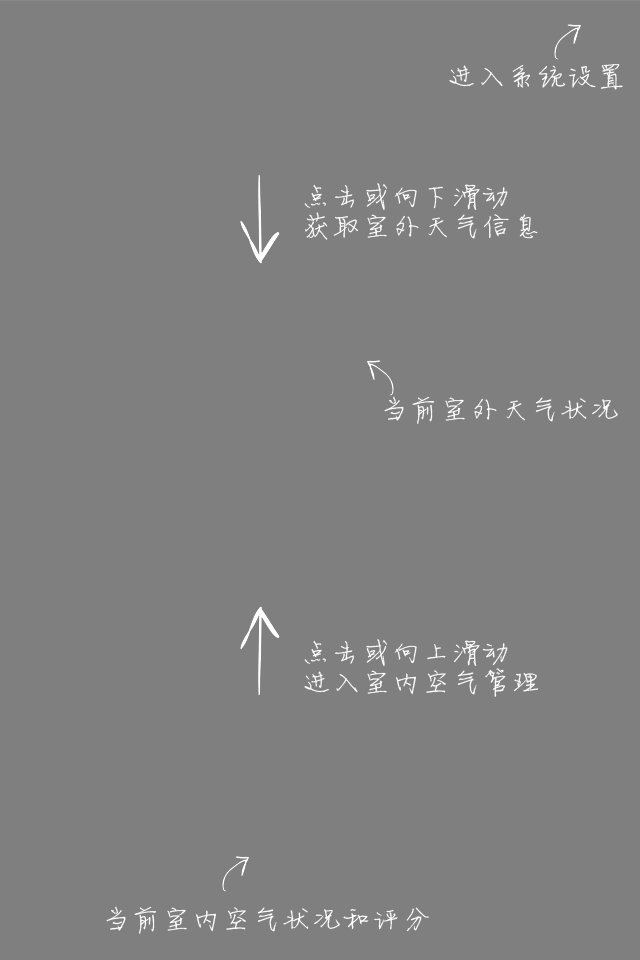 进入系统设置
点击或向下滑动
获取室外天气信息
当前室外天气状况
点击或向上滑动
进入室内空气管理
当前室内空气状况和评分